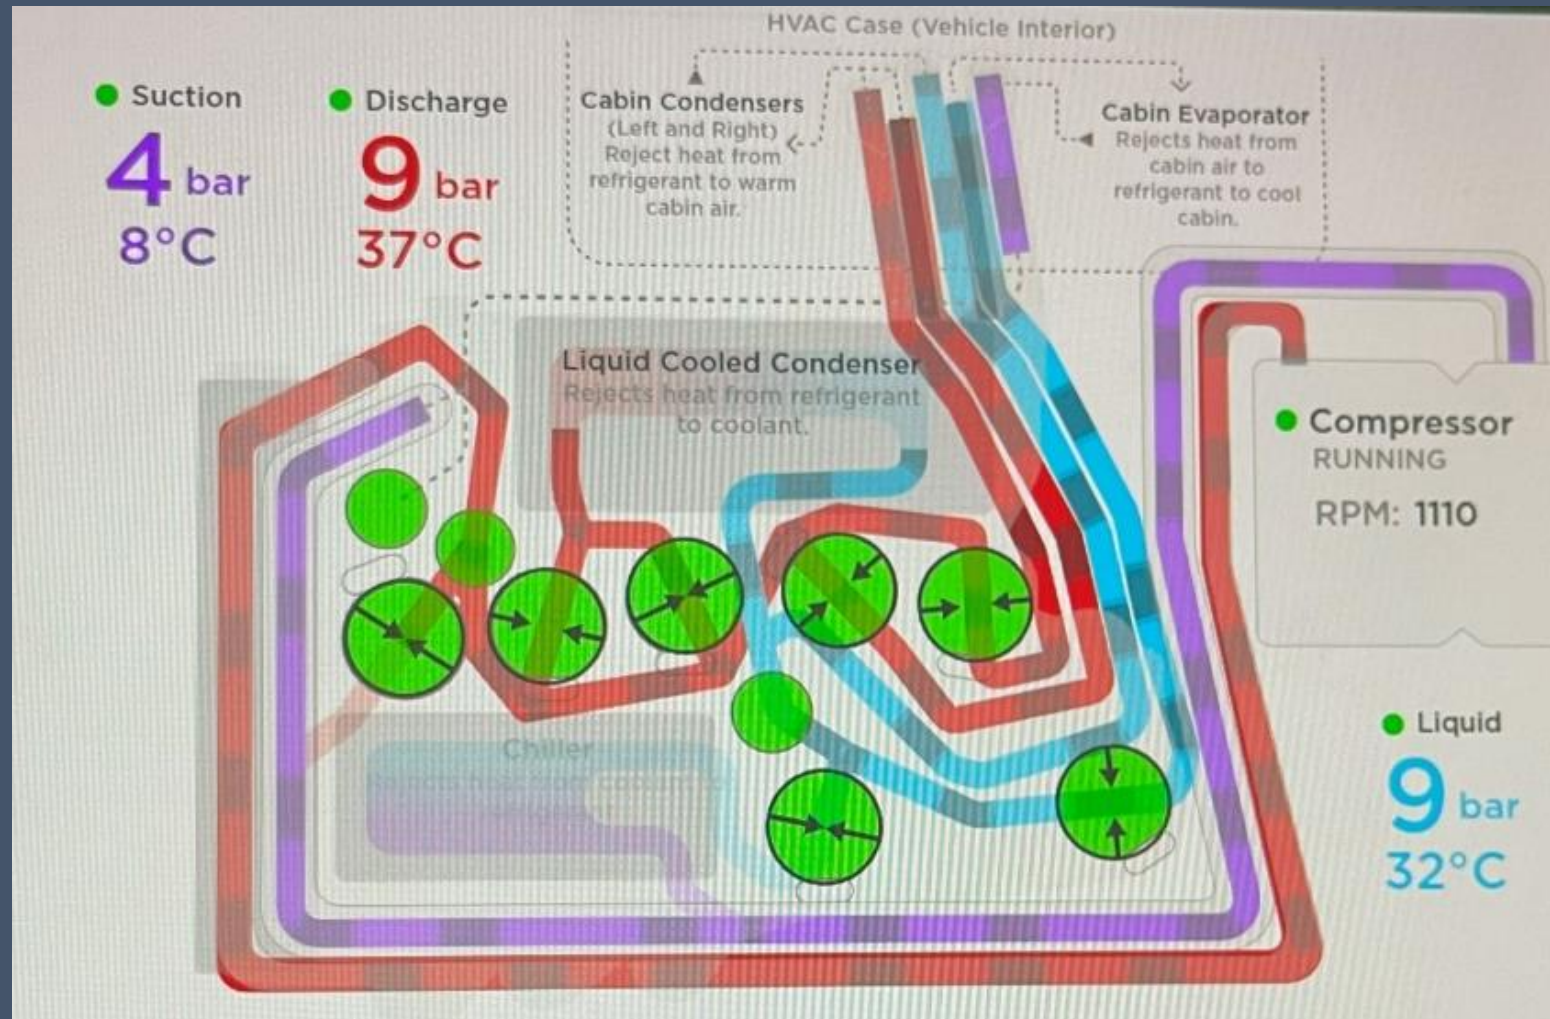 HVAC Case (Vehicle Interior)
Suction
4 bar
8°C
Discharge
9 bar
37°C
Cabin Condensers
(Left and Right)
Reject heat from
refrigerant to warm
cabin air.
Cabin Evaporator
Rejects heat from
cabin air to
refrigerant to cool
cabin.
Liquid Cooled Condenser
Rejects heat from refrigerant
to coolant.
Compressor
RUNNING
RPM: 1110
Chiller
Liquid
9 bar
32°C